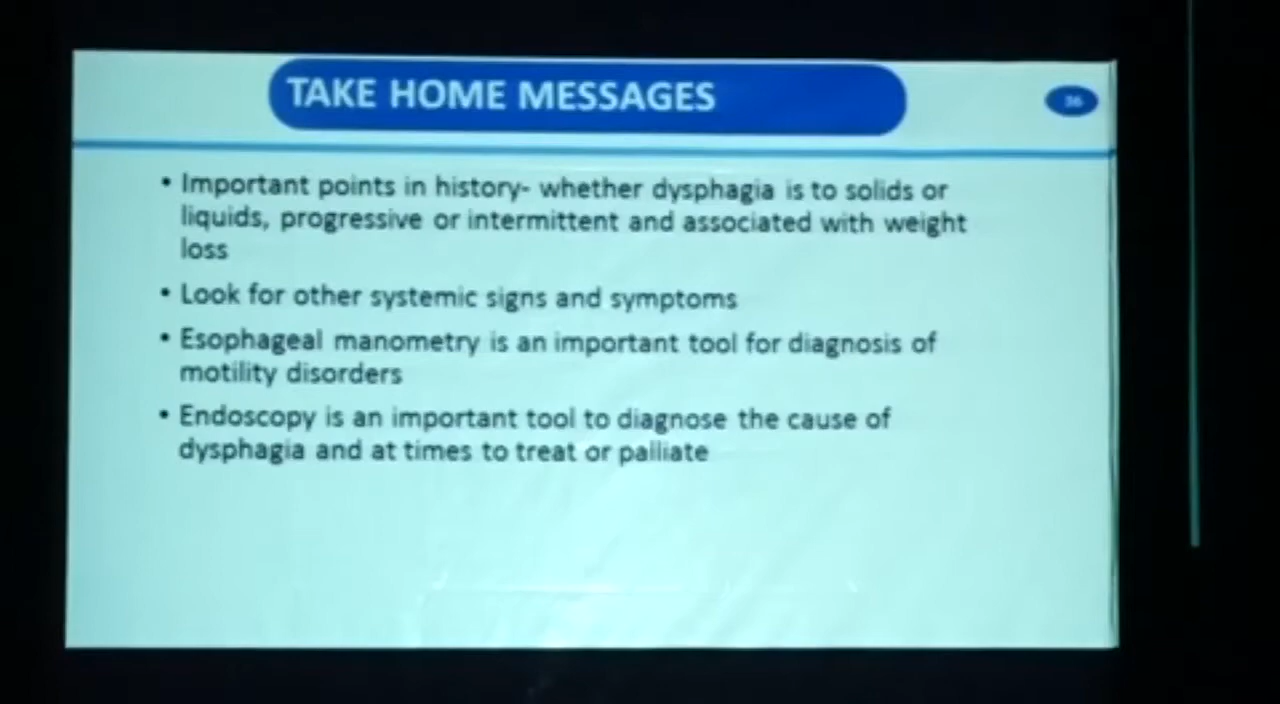 TAKE HOME MESSAGES
36
• Important points in history- whether dysphagia is to solids or
liquids, progressive or intermittent and associated with weight
loss
• Look for other systemic signs and symptoms
• Esophageal manometry is an important tool for diagnosis of
motility disorders
• Endoscopy is an important tool to diagnose the cause of
dysphagia and at times to treat or palliate